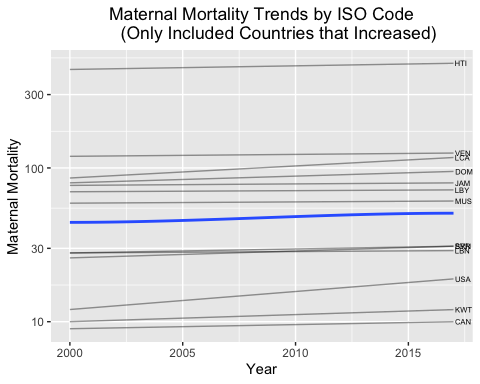 Maternal Mortality Trends by ISO Code
(Only Included Countries that Increased)
Maternal Mortality
300
100
30
10
HTI
VEN
LCA
DOM
JAM
LBY
MUS
LBN
USA
KWT
CAN
2000
2005
2010
2015
Year